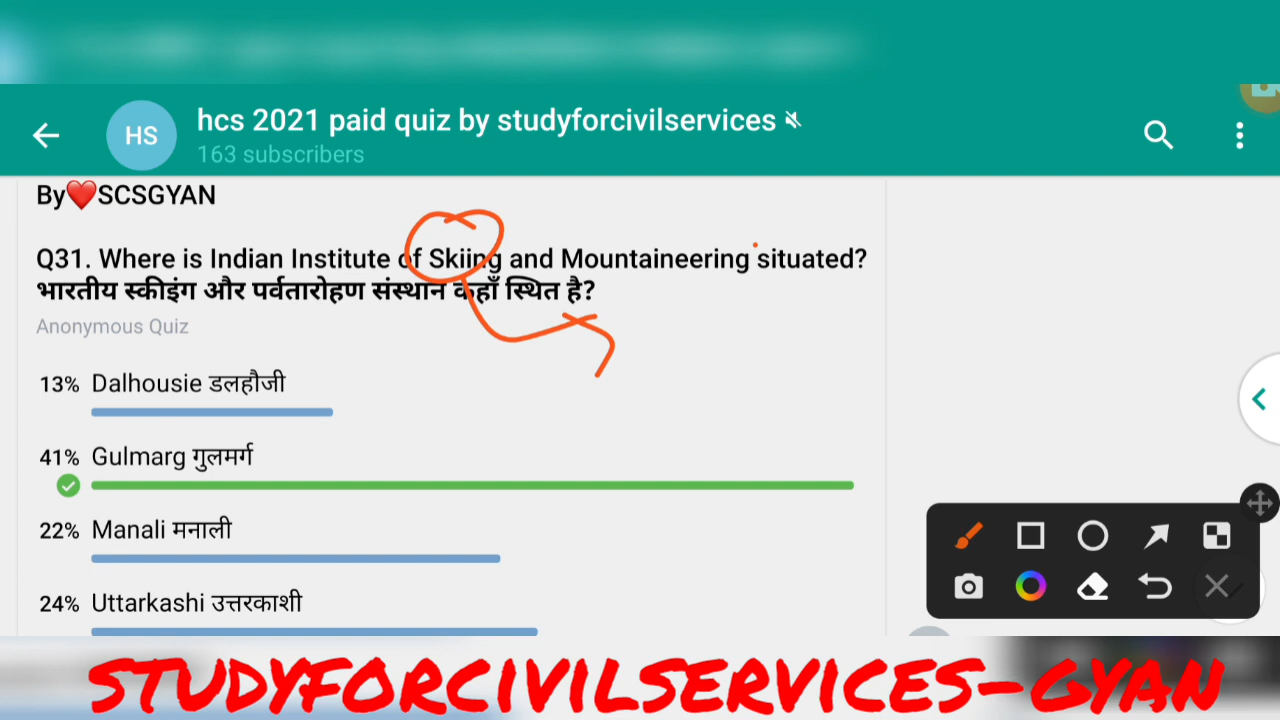 HS
hcs 2021 paid quiz by studyforcivilservices
163 subscribers
By❤️SCSGYAN
Q31. Where is Indian Institute of Skiing and Mountaineering situated?
भारतीय स्कीइंग और पर्वतारोहण संस्थान कहाँ स्थित है?
Anonymous Quiz
13% Dalhousie डलहौजी
41% Gulmarg गुलमर्ग
22% Manali मनाली
24% Uttarkashi उत्तरकाशी
STUDYFORCIVILSERVICES-GYAN